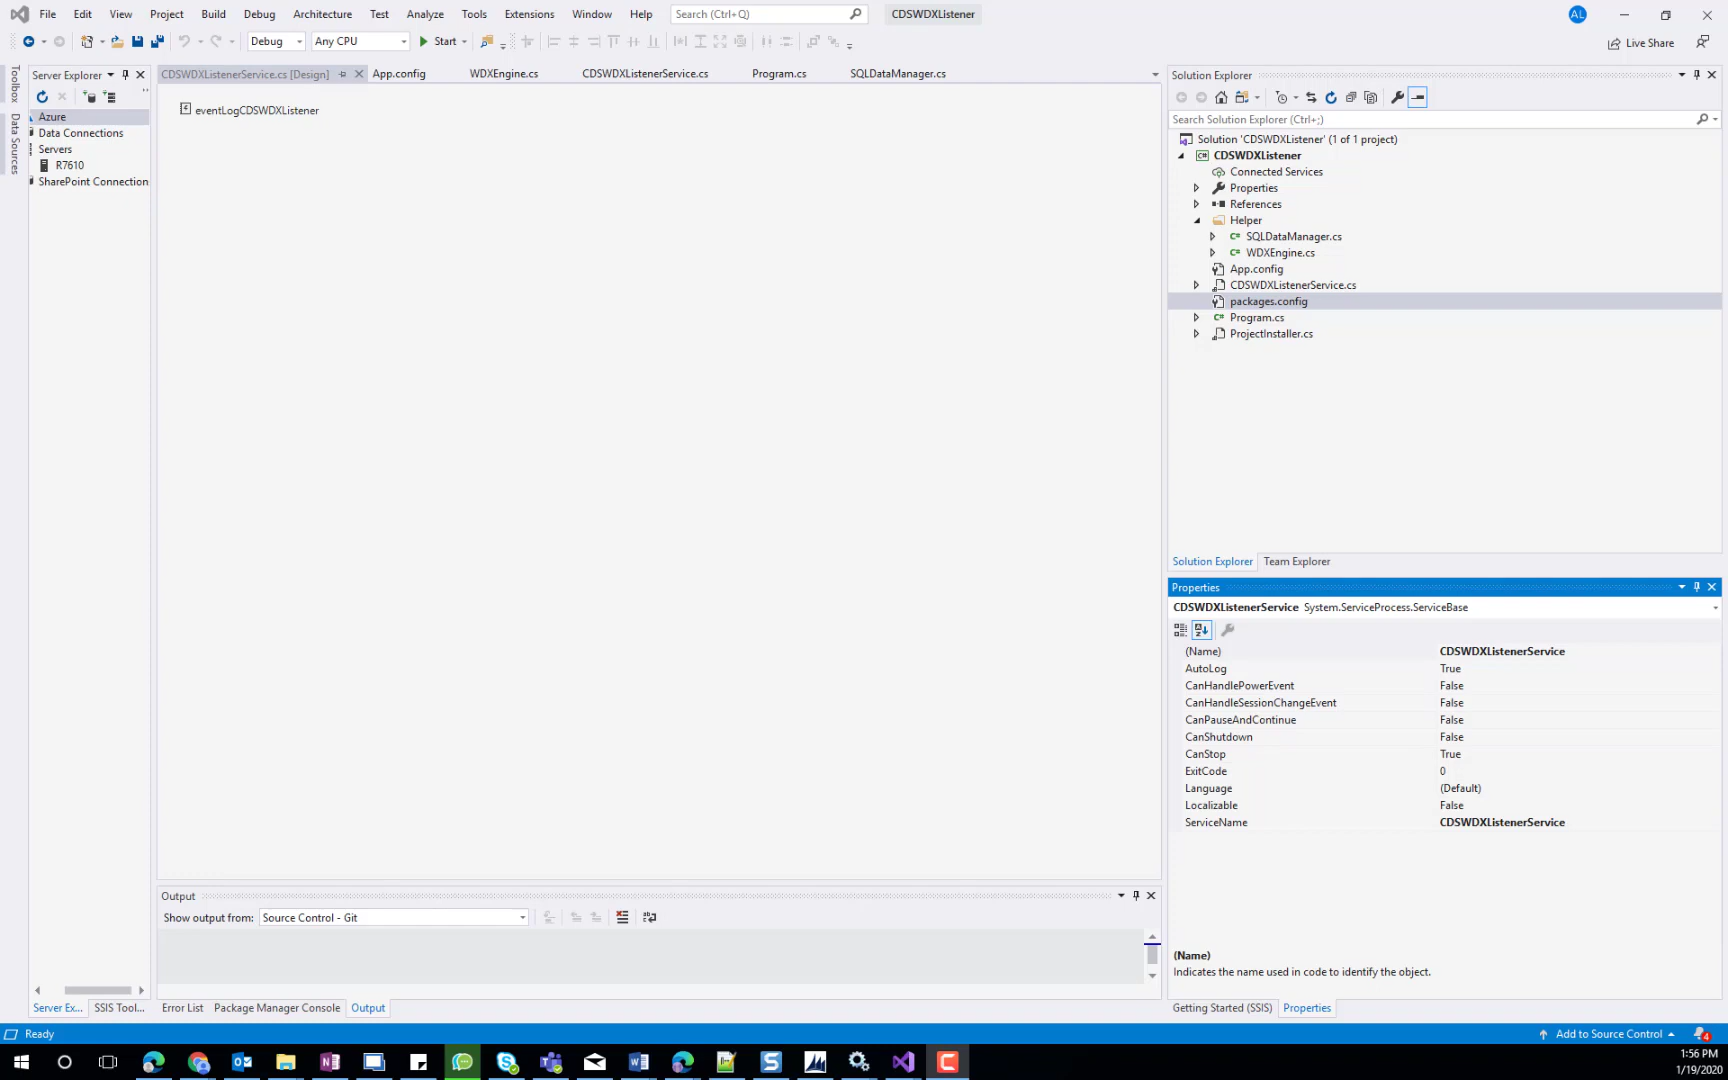 File Edit View Project Build Debug Architecture Test Analyze Tools Extensions Window Help Search (Ctrl+Q) CDSWDXListener AL
Debug Any CPU Start Live Share
Toolbox
Data Sources
Server Explorer
Azure
Data Connections
Servers
R7610
SharePoint Connection
CDSWDXListenerService.cs [Design] App.config WDXEngine.cs CDSWDXListenerService.cs Program.cs SQLDataManager.cs
eventLogCDSWDXListener
Solution Explorer
Search Solution Explorer (Ctrl+;)
Solution 'CDSWDXListener' (1 of 1 project)
CDSWDXListener
Connected Services
Properties
References
Helper
SQLDataManager.cs
WDXEngine.cs
App.config
CDSWDXListenerService.cs
packages.config
Program.cs
ProjectInstaller.cs
Solution Explorer Team Explorer
Properties
CDSWDXListenerService System.ServiceProcess.ServiceBase
(Name) CDSWDXListenerService
AutoLog True
CanHandlePowerEvent False
CanHandleSessionChangeEvent False
CanPauseAndContinue False
CanShutdown False
CanStop True
ExitCode 0
Language (Default)
Localizable False
ServiceName CDSWDXListenerService
(Name)
Indicates the name used in code to identify the object.
Getting Started (SSIS) Properties
Output
Show output from: Source Control - Git
Server Ex... SSIS Tool... Error List Package Manager Console Output
Ready Add to Source Control 4
1:56 PM
1/19/2020